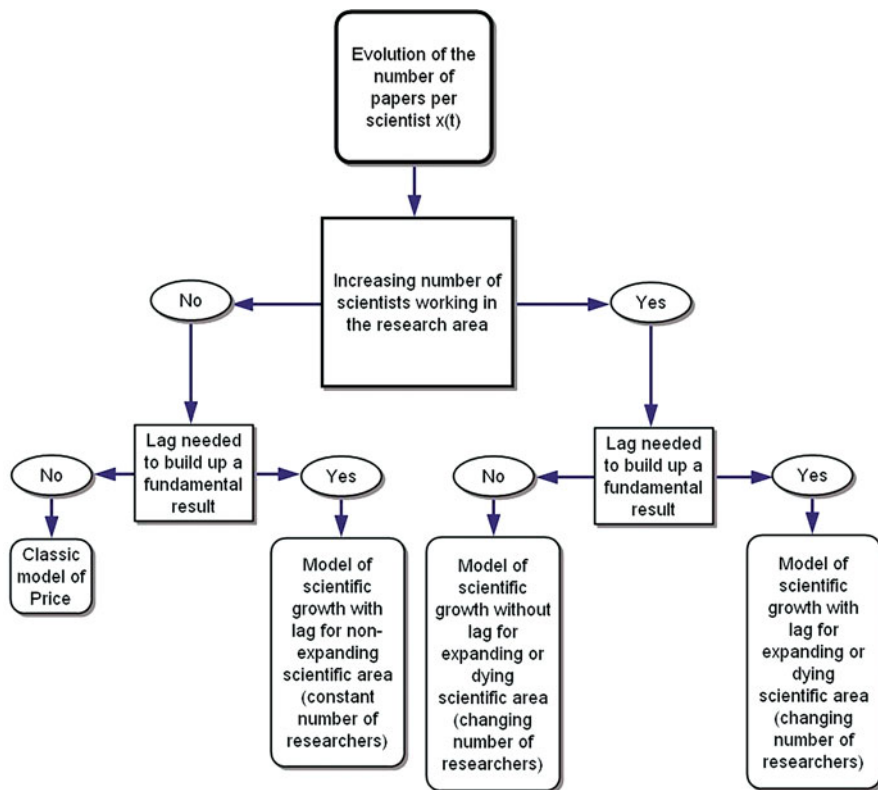 Evolution of the
number of
papers per
scientist x(t)
Increasing number of
scientists working in
the research area
No
Yes
Lag needed
to build up a
fundamental
result
No
Yes
Lag needed
to build up a
fundamental
result
No
Yes
Classic
model of
Price
Model of
scientific
growth with
lag for non-
expanding
scientific area
(constant
number of
researchers)
Model of
scientific
growth without
lag for
expanding or
dying
scientific area
(changing
number of
researchers)
Model of
scientific
growth with
lag for
expanding or
dying
scientific area
(changing
number of
researchers)